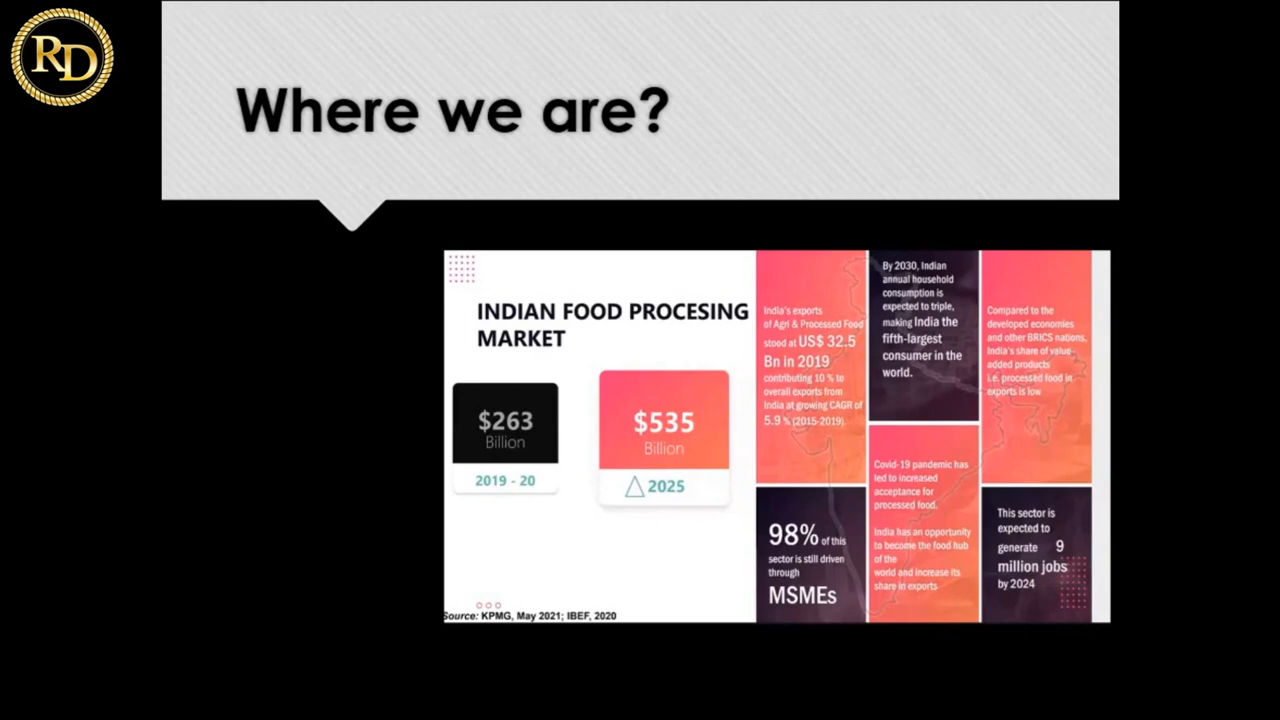 RD
Where we are?
INDIAN FOOD PROCESING
MARKET
$263
Billion
2019 - 20
$535
Billion
2025
Source: KPMG, May 2021; IBEF, 2020
India's exports
of Agri & Processed Food
stood at US$ 32.5
Bn in 2019
contributing 10 % to
overall exports from
India at growing CAGR of
5.9 % (2015-2019)
98% of this
sector is still driven
through
MSMEs
By 2030, Indian
annual household
consumption is
expected to triple,
making India the
fifth-largest
consumer in the
world.
Covid-19 pandemic has
led to increased
acceptance for
processed food.
India has an opportunity
to become the food hub
of the
world and increase its
share in exports
Compared to the
developed economies
and other BRICS nations,
India's share of value-
added products
i.e. processed food in
exports is low
This sector is
expected to
generate 9
million jobs
by 2024